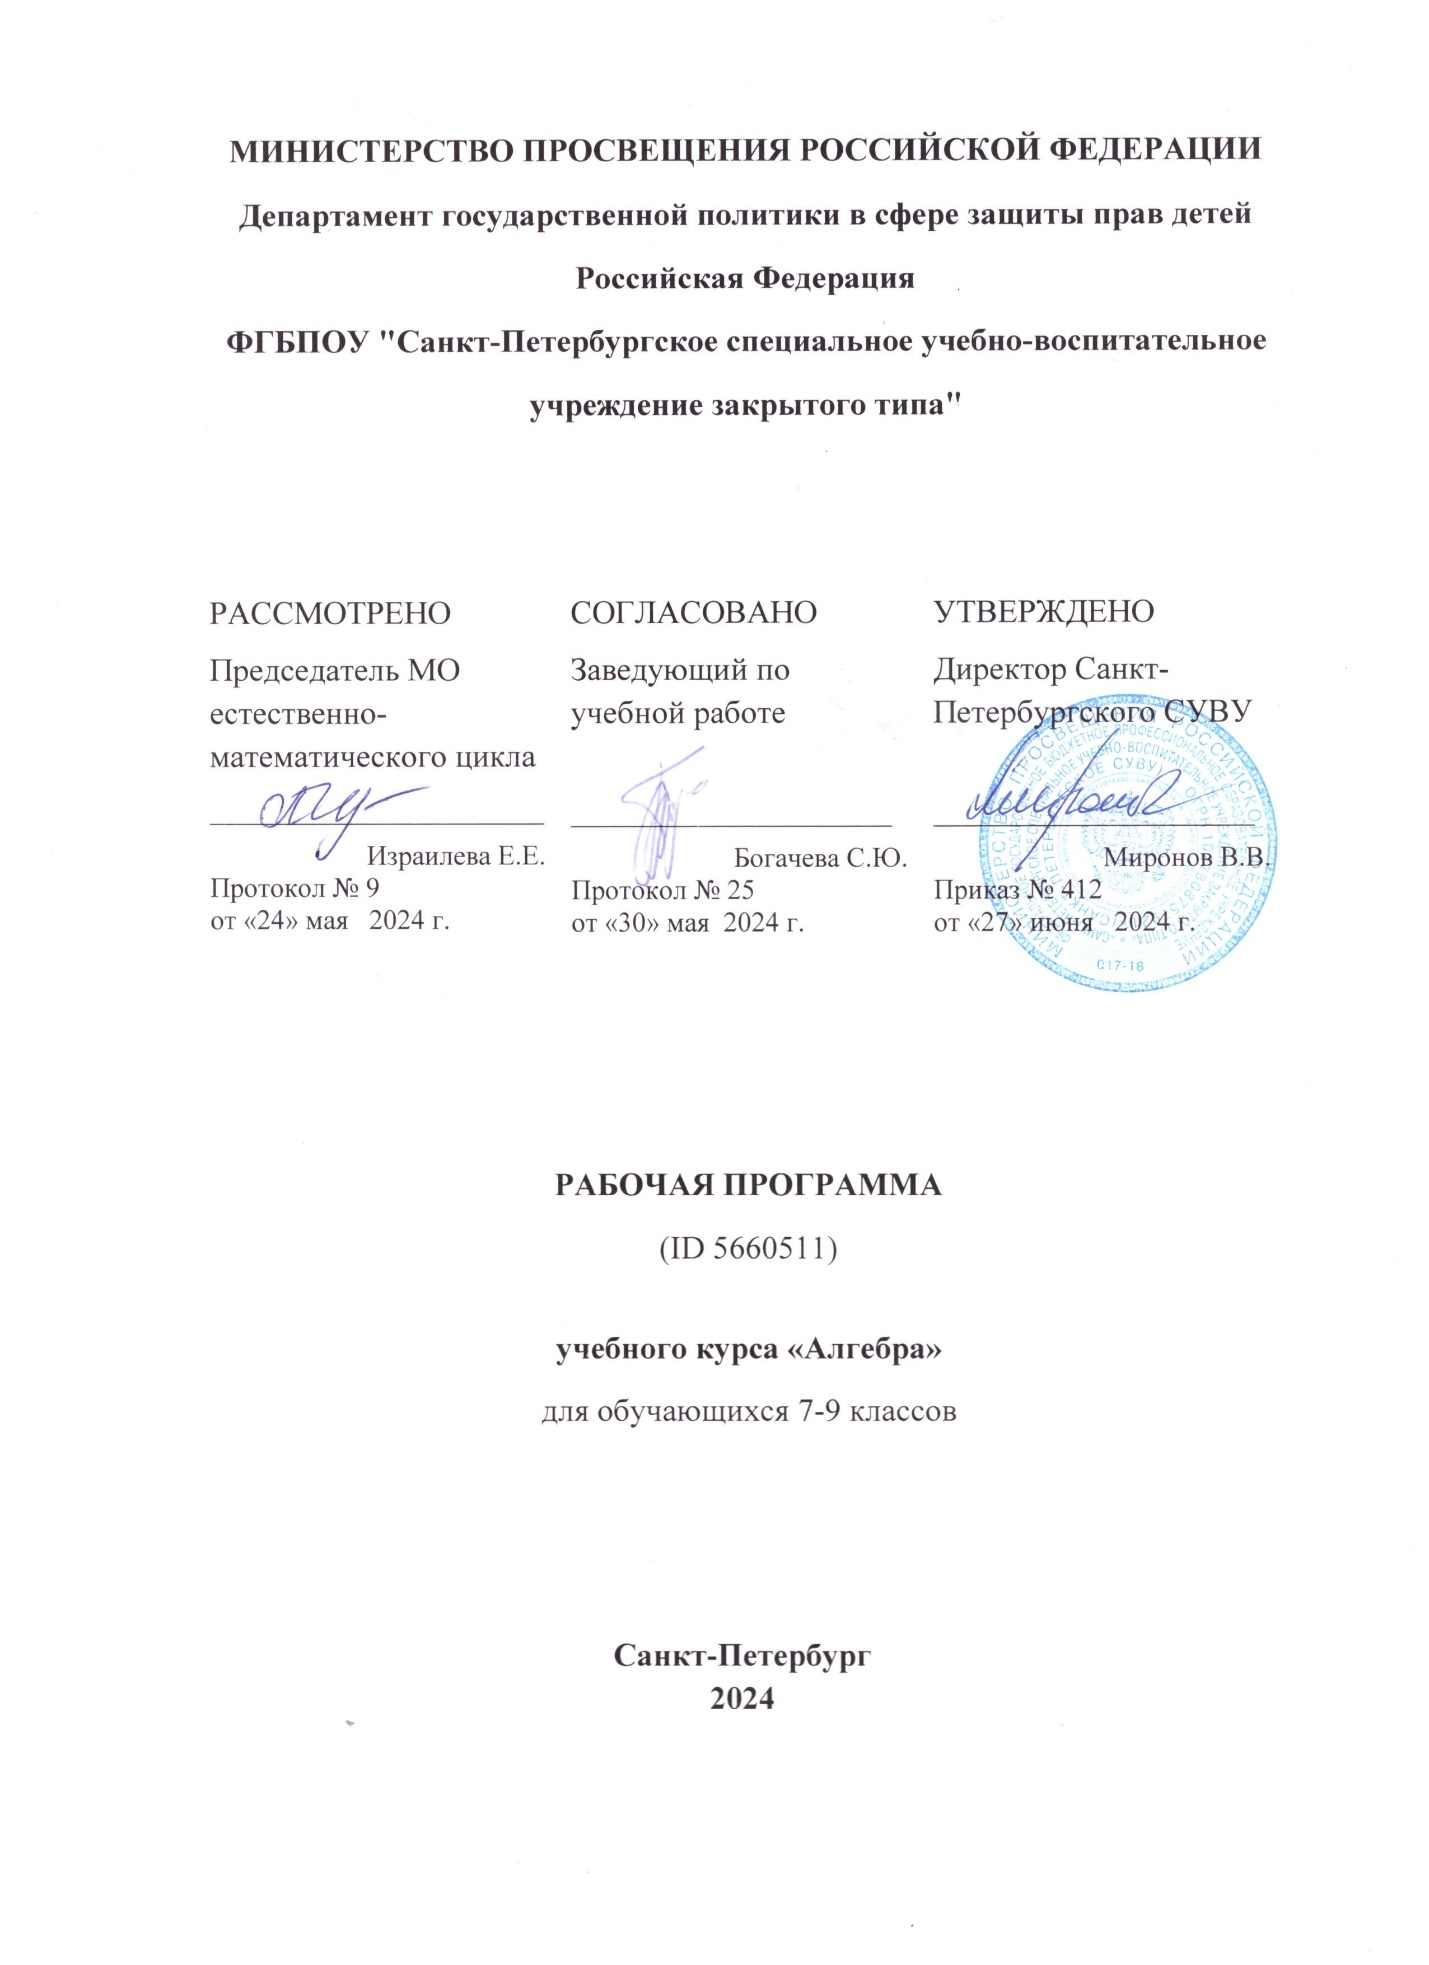 МИНИСТЕРСТВО ПРОСВЕЩЕНИЯ РОССИЙСКОЙ ФЕДЕРАЦИИ
Департамент государственной политики в сфере защиты прав детей
Российская Федерация
ФГБПОУ "Санкт-Петербургское специальное учебно-воспитательное
учреждение закрытого типа"
РАССМОТРЕНО
Председатель МО
естественно-
математического цикла
Израилева Е.Е.
Протокол № 9
от «24» мая 2024 г.
СОГЛАСОВАНО
Заведующий по
учебной работе
Богачева С.Ю.
Протокол № 25
от «30» мая 2024 г.
УТВЕРЖДЕНО
Директор Санкт-
Петербургского СУВУ
Миронов В.В.
Приказ № 412
от «27» июня 2024 г.
017-18
РАБОЧАЯ ПРОГРАММА
(ID 5660511)
учебного курса «Алгебра»
для обучающихся 7-9 классов
Санкт-Петербург
2024